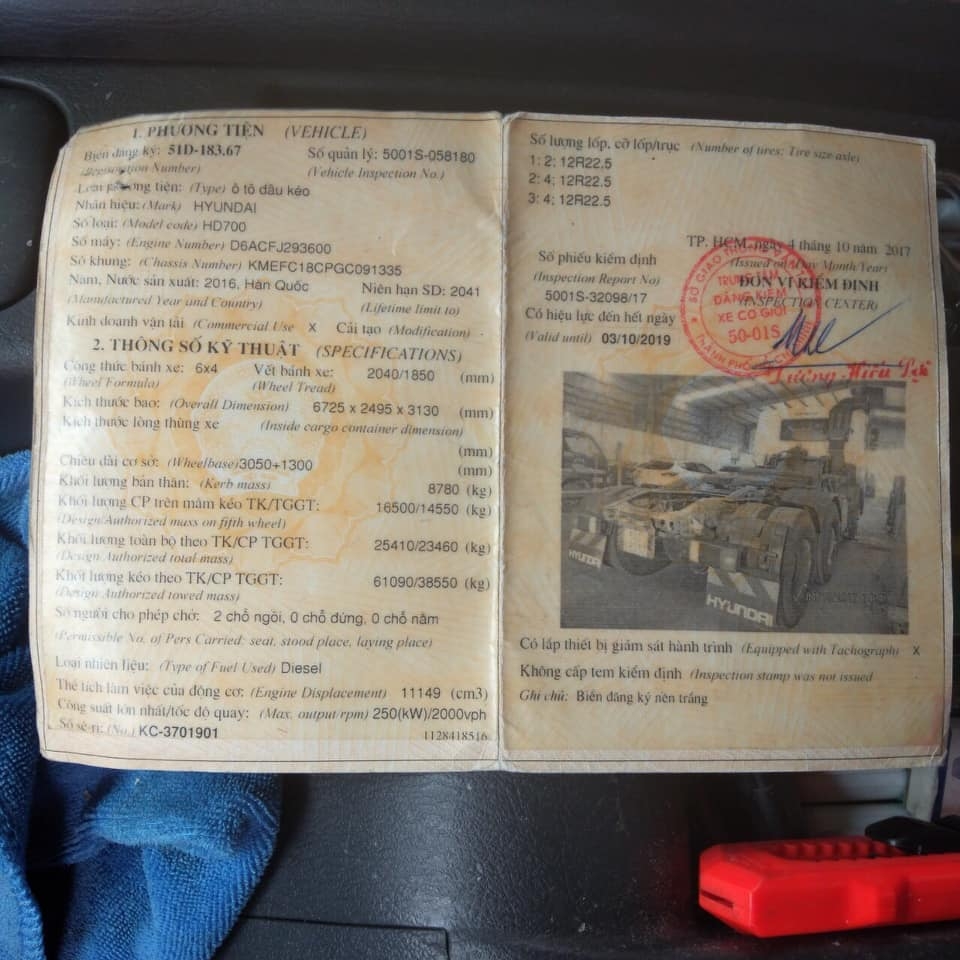 1. PHƯƠNG TIỆN (VEHICLE)
Biển đăng ký: 51D-183.67 Số quản lý: 5001S-058180
(Registration Number) (Vehicle Inspection No.)
Loại phương tiện: (Type) ô tô đầu kéo
Nhãn hiệu: (Mark) HYUNDAI
Số loại: (Model code) HD700
Số máy: (Engine Number) D6ACFJ293600
Số khung: (Chassis Number) KMEFC18CPGC091335
Năm, Nước sản xuất: 2016, Hàn Quốc Niên hạn SD: 2041
(Manufactured Year and Country) (Lifetime limit to)
Kinh doanh vận tải (Commercial Use X Cải tạo (Modification) -
2. THÔNG SỐ KỸ THUẬT (SPECIFICATIONS)
Công thức bánh xe: 6x4 Vết bánh xe: 2040/1850 (mm)
(Wheel Formula) (Wheel Tread)
Kích thước bao: (Overall Dimension) 6725 x 2495 x 3130 (mm)
Kích thước lòng thùng xe (Inside cargo container dimension)
(mm)
Chiều dài cơ sở: (Wheelbase)3050+1300 (mm)
Khối lượng bản thân: (Kerb mass) 8780 (kg)
Khối lượng CP trên mâm kéo TK/TGGT: 16500/14550 (kg)
(Design/Authorized mass on fifth wheel)
Khối lượng toàn bộ theo TK/CP TGGT: 25410/23460 (kg)
(Design Authorized total mass)
Khối lượng kéo theo TK/CP TGGT: 61090/38550 (kg)
(Design Authorized towed mass)
Số người cho phép chở: 2 chỗ ngồi, 0 chỗ đứng, 0 chỗ nằm
(Permissible No. of Pers Carried: seat, stood place, laying place)
Loại nhiên liệu: (Type of Fuel Used) Diesel
Thể tích làm việc của động cơ: (Engine Displacement) 11149 (cm3)
Công suất lớn nhất/tốc độ quay: (Max. output/rpm) 250(kW)/2000vph
Số sê-ri: (No.) KC-3701901 1128418516
Số lượng lốp, cỡ lốp/trục (Number of tires: Tire size/axle)
1: 2; 12R22.5
2: 4; 12R22.5
3: 4; 12R22.5
TP. HCM, ngày 4 tháng 10 năm 2017
(Issued on Day Month Year)
Số phiếu kiểm định ĐƠN VỊ KIỂM ĐỊNH
(Inspection Report No) (INSPECTION CENTER)
5001S-32098/17
Có hiệu lực đến hết ngày
(Valid until) 03/10/2019
SỞ GIAO THÔNG
TRUNG TÂM
ĐĂNG KIỂM
XE CƠ GIỚI
50-01S
THÀNH PHỐ
HYUNDAI
HYUNDAI
Có lắp thiết bị giám sát hành trình (Equipped with Tachograph) X
Không cấp tem kiểm định (Inspection stamp was not issued
Ghi chú: Biển đăng ký nền trắng